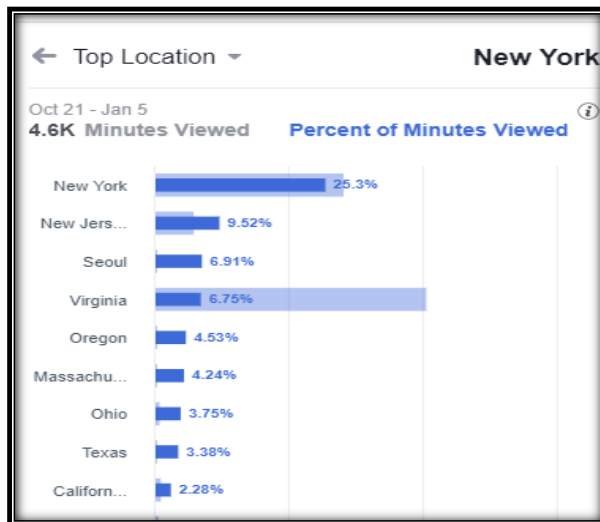 ← Top Location New York
Oct 21 - Jan 5
4.6K Minutes Viewed Percent of Minutes Viewed
New York 25.3%
New Jers... 9.52%
Seoul 6.91%
Virginia 6.75%
Oregon 4.53%
Massachu... 4.24%
Ohio 3.75%
Texas 3.38%
Californ... 2.28%